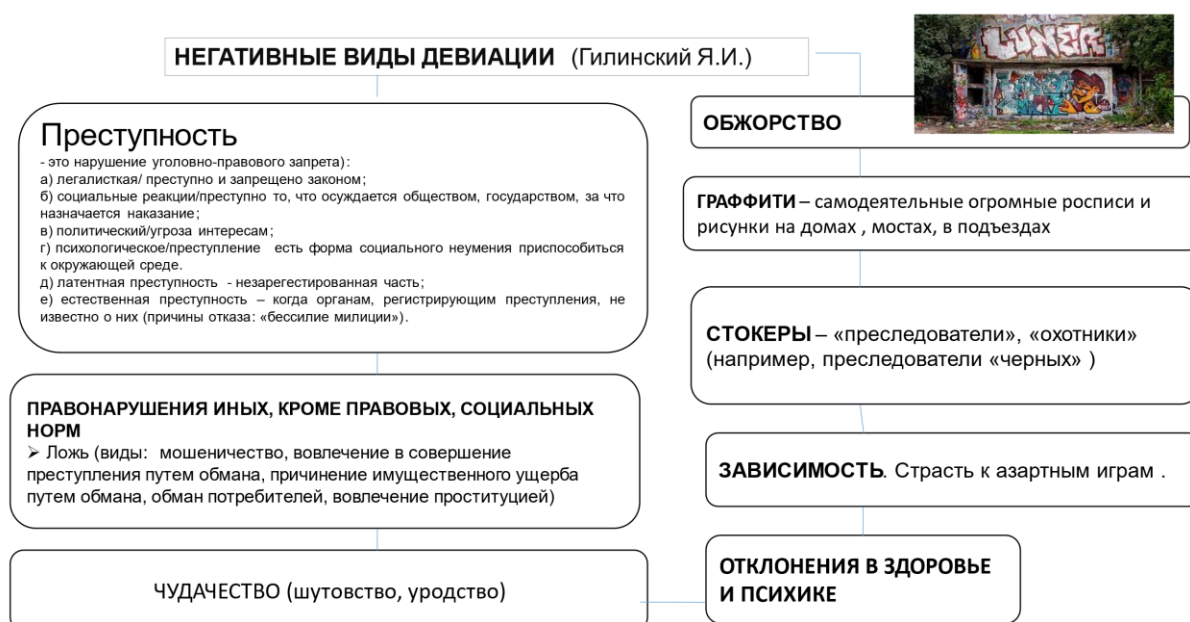 НЕГАТИВНЫЕ ВИДЫ ДЕВИАЦИИ (Гилинский Я.И.)
Преступность
- это нарушение уголовно-правового запрета):
а) легалисткая/ преступно и запрещено законом;
б) социальные реакции/преступно то, что осуждается обществом, государством, за что
назначается наказание;
в) политический/угроза интересам;
г) психологическое/преступление есть форма социального неумения приспособиться
к окружающей среде.
д) латентная преступность - незарегестированная часть;
е) естественная преступность – когда органам, регистрирующим преступления, не
известно о них (причины отказа: «бессилие милиции»).
ПРАВОНАРУШЕНИЯ ИНЫХ, КРОМЕ ПРАВОВЫХ, СОЦИАЛЬНЫХ
НОРМ
➢ Ложь (виды: мошеничество, вовлечение в совершение
преступления путем обмана, причинение имущественного ущерба
путем обмана, обман потребителей, вовлечение проституцией)
ЧУДАЧЕСТВО (шутовство, уродство)
LUNER
ОБЖОРСТВО
ГРАФФИТИ – самодеятельные огромные росписи и
рисунки на домах , мостах, в подъездах
СТОКЕРЫ – «преследователи», «охотники»
(например, преследователи «черных» )
ЗАВИСИМОСТЬ. Страсть к азартным играм .
ОТКЛОНЕНИЯ В ЗДОРОВЬЕ
И ПСИХИКЕ